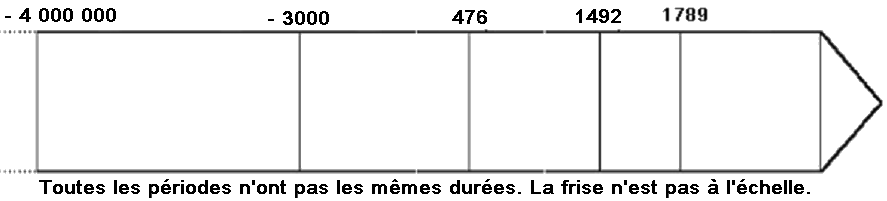 - 4 000 000 - 3000 476 1492 1789
Toutes les périodes n'ont pas les mêmes durées. La frise n'est pas à l'échelle.